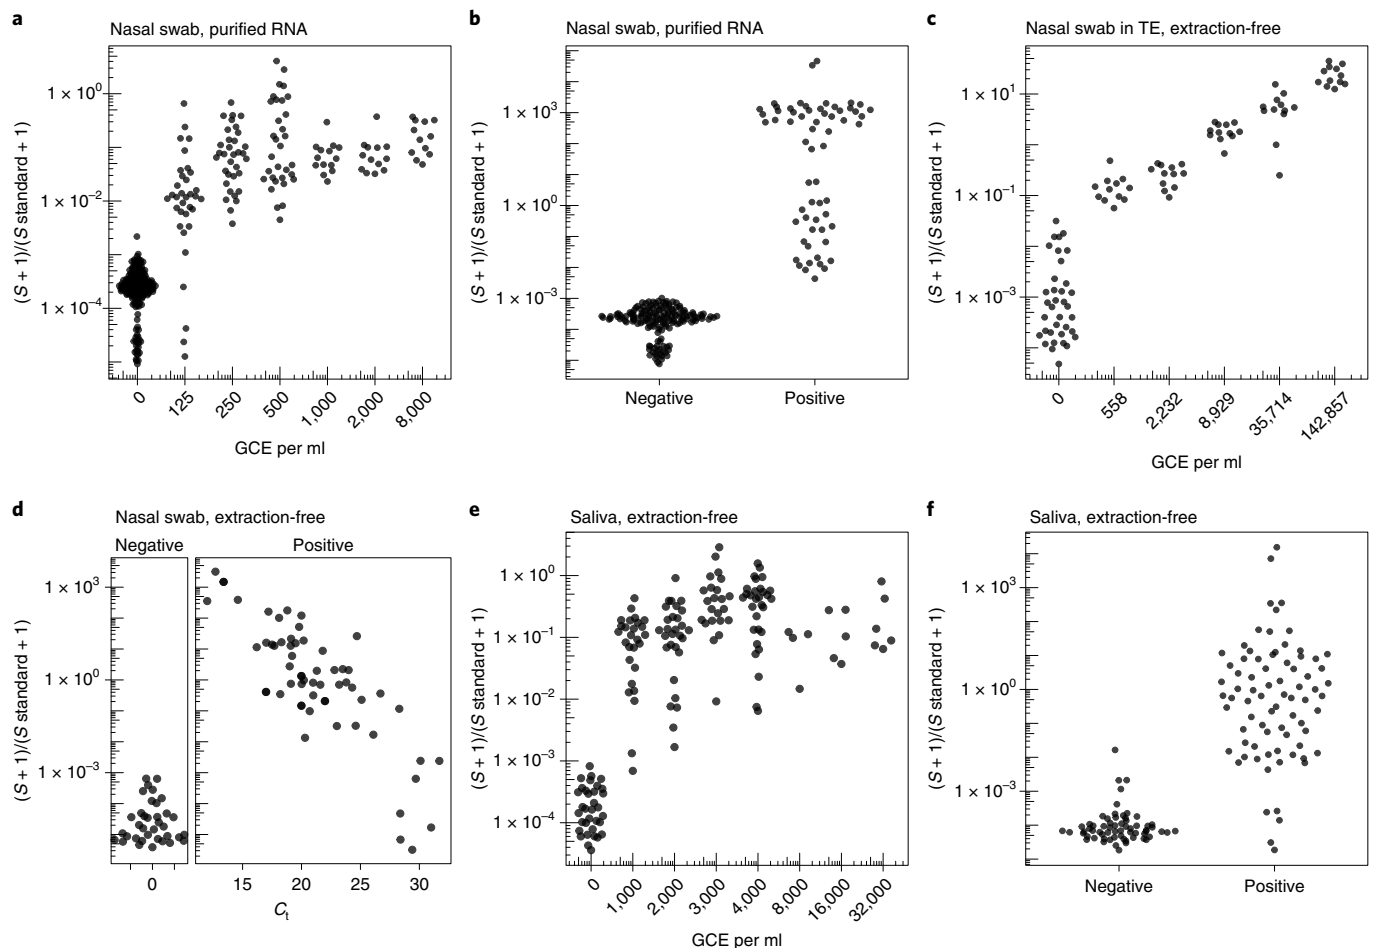 a
Nasal swab, purified RNA
(S + 1)/(S standard + 1)
1 × 10⁰
1 × 10⁻²
1 × 10⁻⁴
0
125
250
500
1,000
2,000
8,000
GCE per ml
b
Nasal swab, purified RNA
(S + 1)/(S standard + 1)
1 × 10³
1 × 10⁰
1 × 10⁻³
Negative
Positive
c
Nasal swab in TE, extraction-free
(S + 1)/(S standard + 1)
1 × 10¹
1 × 10⁻¹
1 × 10⁻³
0
558
2,232
8,929
35,714
142,857
GCE per ml
d
Nasal swab, extraction-free
Negative
Positive
(S + 1)/(S standard + 1)
1 × 10³
1 × 10⁰
1 × 10⁻³
0
15
20
25
30
Cₜ
e
Saliva, extraction-free
(S + 1)/(S standard + 1)
1 × 10⁰
1 × 10⁻¹
1 × 10⁻²
1 × 10⁻³
1 × 10⁻⁴
0
1,000
2,000
3,000
4,000
8,000
16,000
32,000
GCE per ml
f
Saliva, extraction-free
(S + 1)/(S standard + 1)
1 × 10³
1 × 10⁰
1 × 10⁻³
Negative
Positive